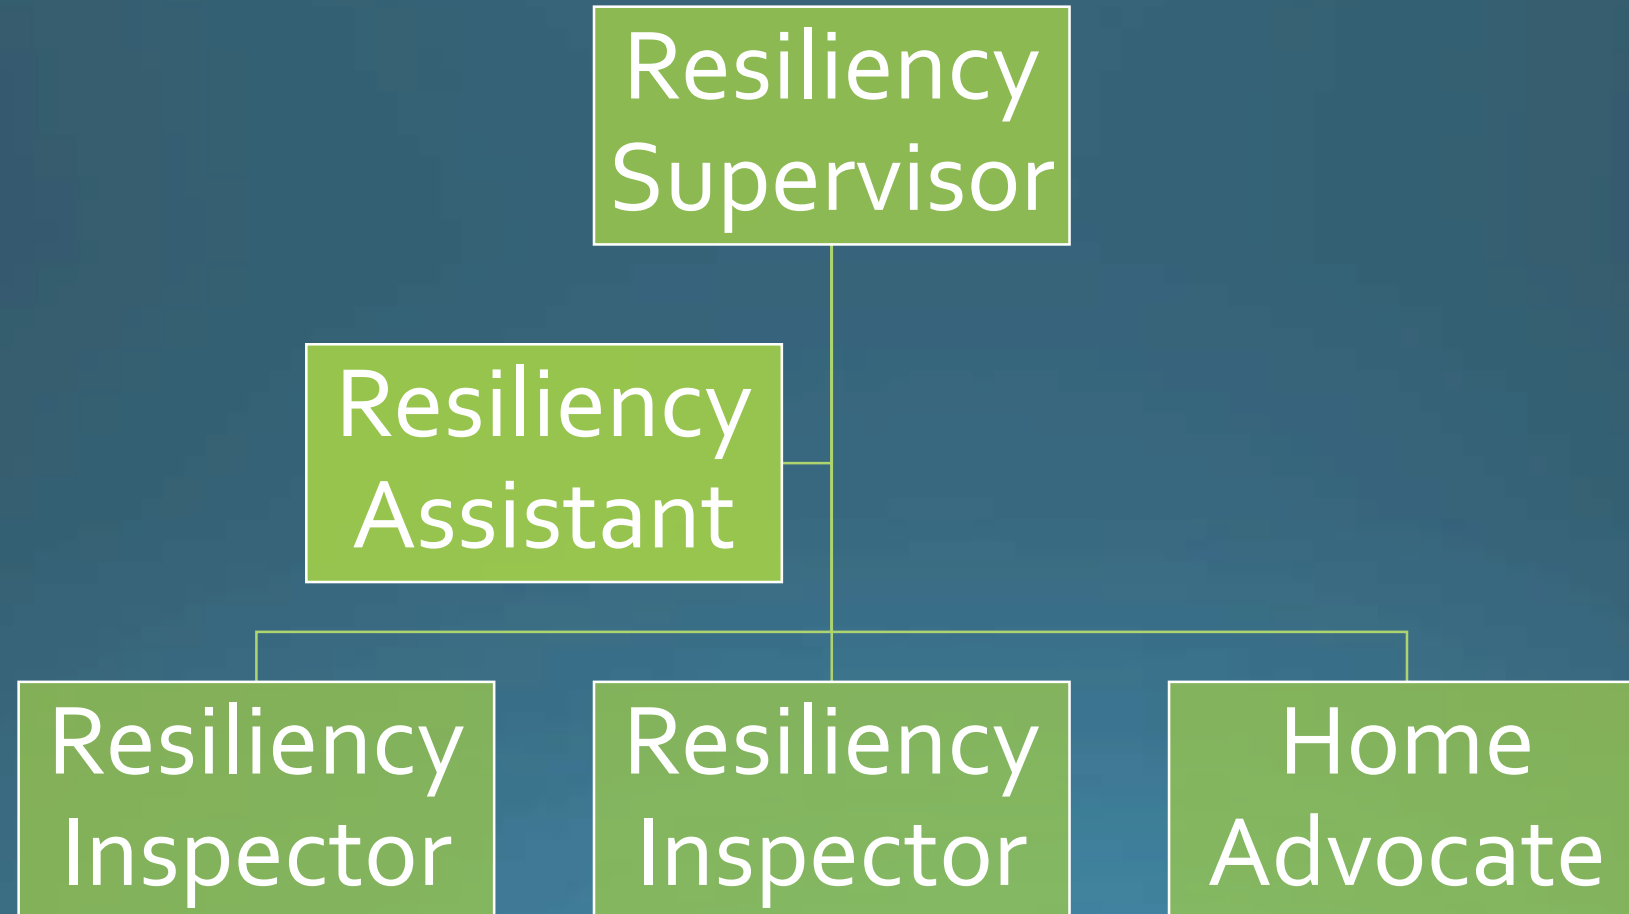 Resiliency
Supervisor
Resiliency
Assistant
Resiliency
Inspector
Resiliency
Inspector
Home
Advocate